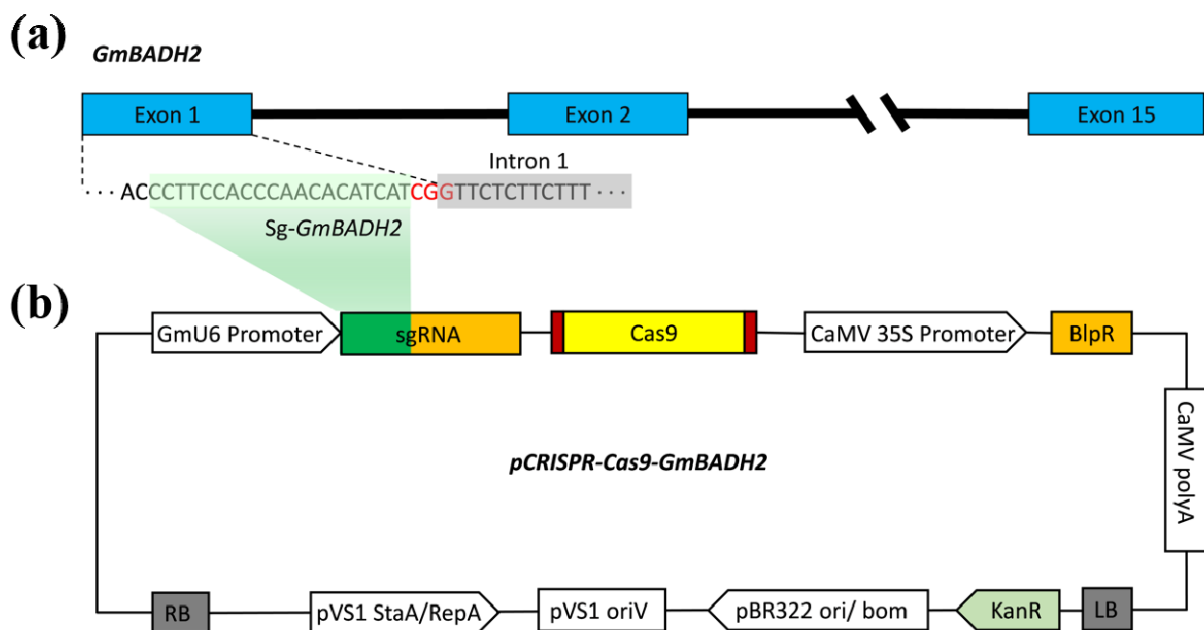 (a)
GmBADH2
Exon 1
Exon 2
Exon 15
Intron 1
··· ACCCTTCCACCCAACACATCATCGGTTCTCTTCTTT ···
Sg-GmBADH2
(b)
GmU6 Promoter
sgRNA
Cas9
CaMV 35S Promoter
BlpR
CaMV polyA
pCRISPR-Cas9-GmBADH2
RB
pVS1 StaA/RepA
pVS1 oriV
pBR322 ori/ bom
KanR
LB